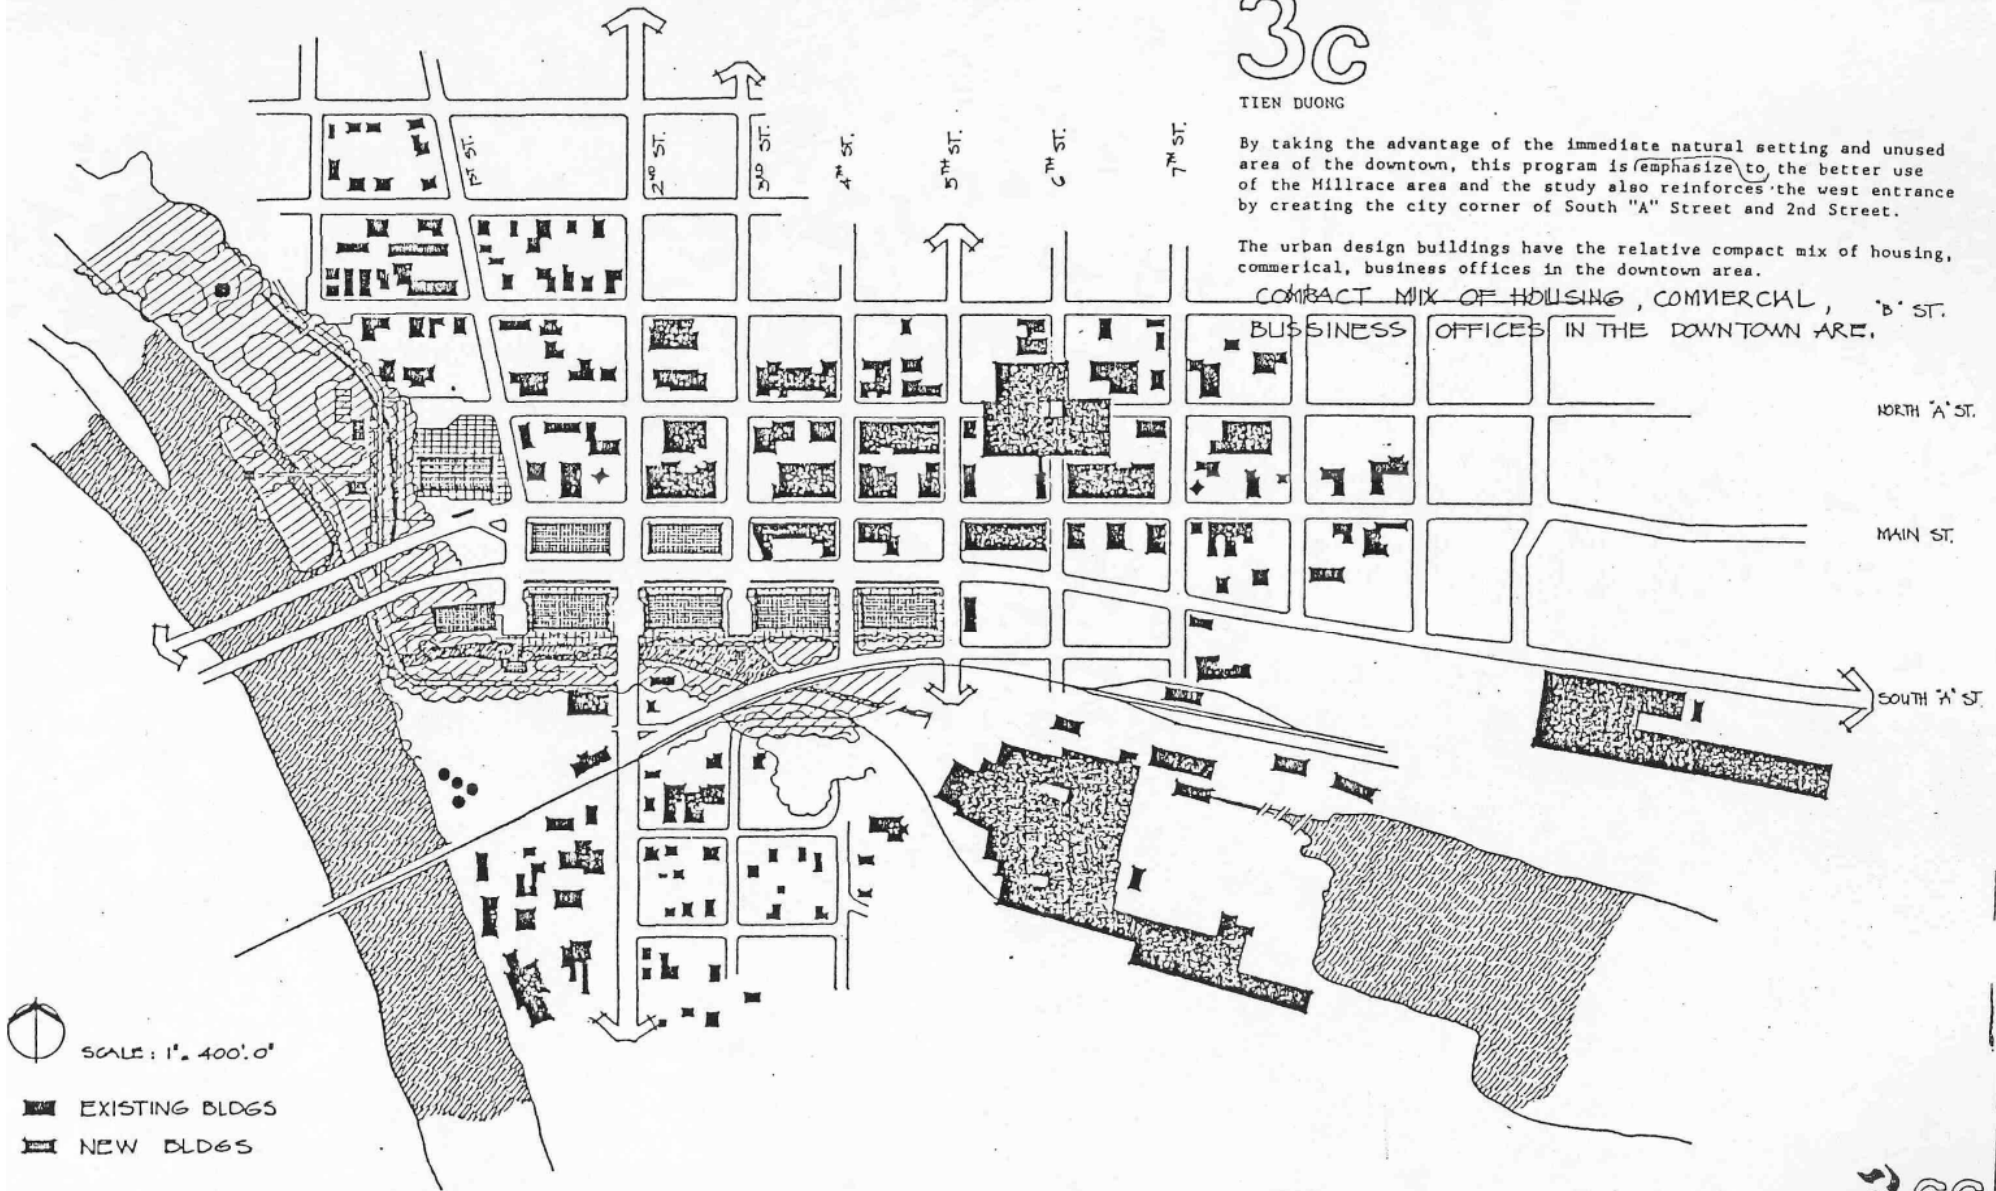 3c
TIEN DUONG
By taking the advantage of the immediate natural setting and unused
area of the downtown, this program is emphasize to the better use
of the Millrace area and the study also reinforces the west entrance
by creating the city corner of South "A" Street and 2nd Street.
The urban design buildings have the relative compact mix of housing,
commerical, business offices in the downtown area.
COMPACT MIX OF HOUSING, COMMERCIAL,
BUSSINESS OFFICES IN THE DOWNTOWN ARE.
1ST ST.
2ND ST.
3RD ST.
4TH ST.
5TH ST.
6TH ST.
7TH ST.
"B" ST.
NORTH "A" ST.
MAIN ST.
SOUTH "A" ST.
SCALE: 1"= 400'.0"
EXISTING BLDGS
NEW BLDGS